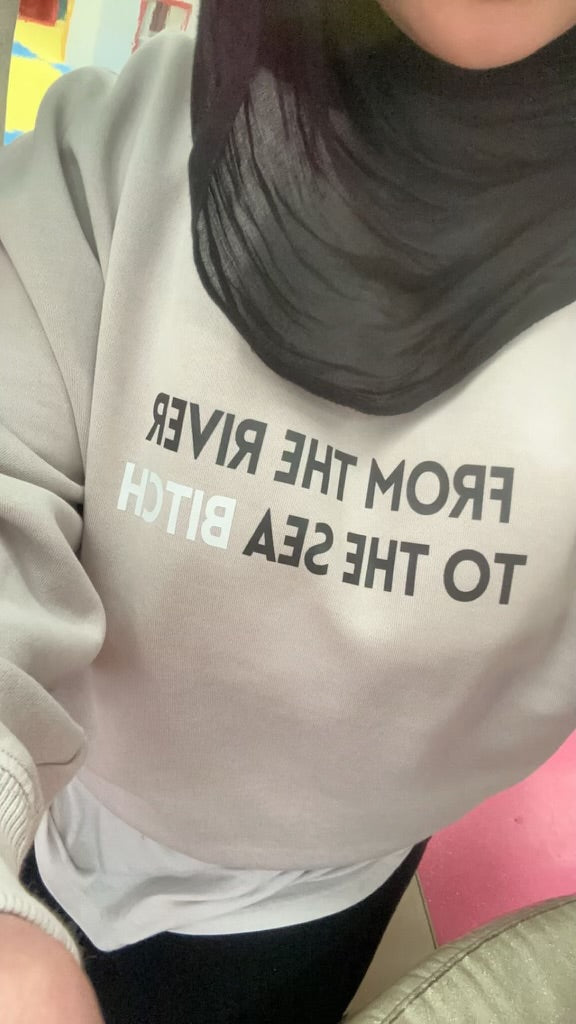 FROM THE RIVER
TO THE SEA BITCH